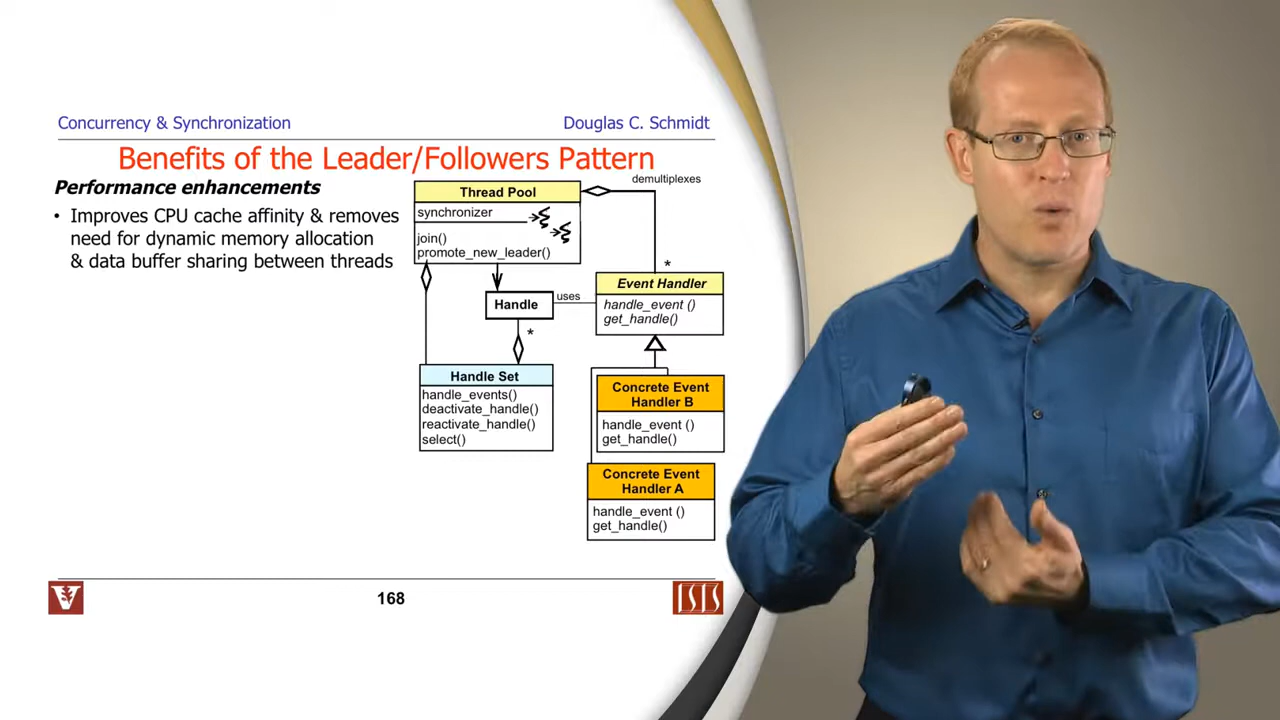 Concurrency & Synchronization
Douglas C. Schmidt
Benefits of the Leader/Followers Pattern
Performance enhancements
• Improves CPU cache affinity & removes
need for dynamic memory allocation
& data buffer sharing between threads
Thread Pool
synchronizer
join()
promote_new_leader()
demultiplexes
*
Event Handler
handle_event ()
get_handle()
Handle
uses
*
Handle Set
handle_events()
deactivate_handle()
reactivate_handle()
select()
Concrete Event
Handler B
handle_event ()
get_handle()
Concrete Event
Handler A
handle_event ()
get_handle()
V
168
ISIS